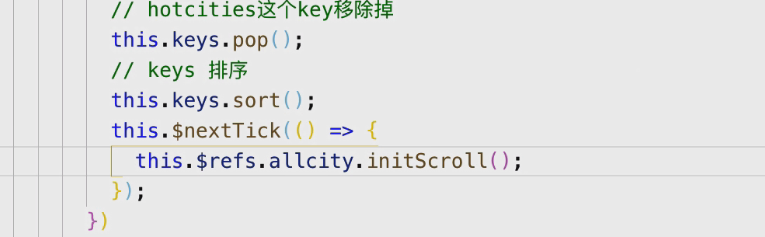 // hotcities这个key移除掉
this.keys.pop();
// keys 排序
this.keys.sort();
this.$nextTick(() => {
this.$refs.allcity.initScroll();
});
})